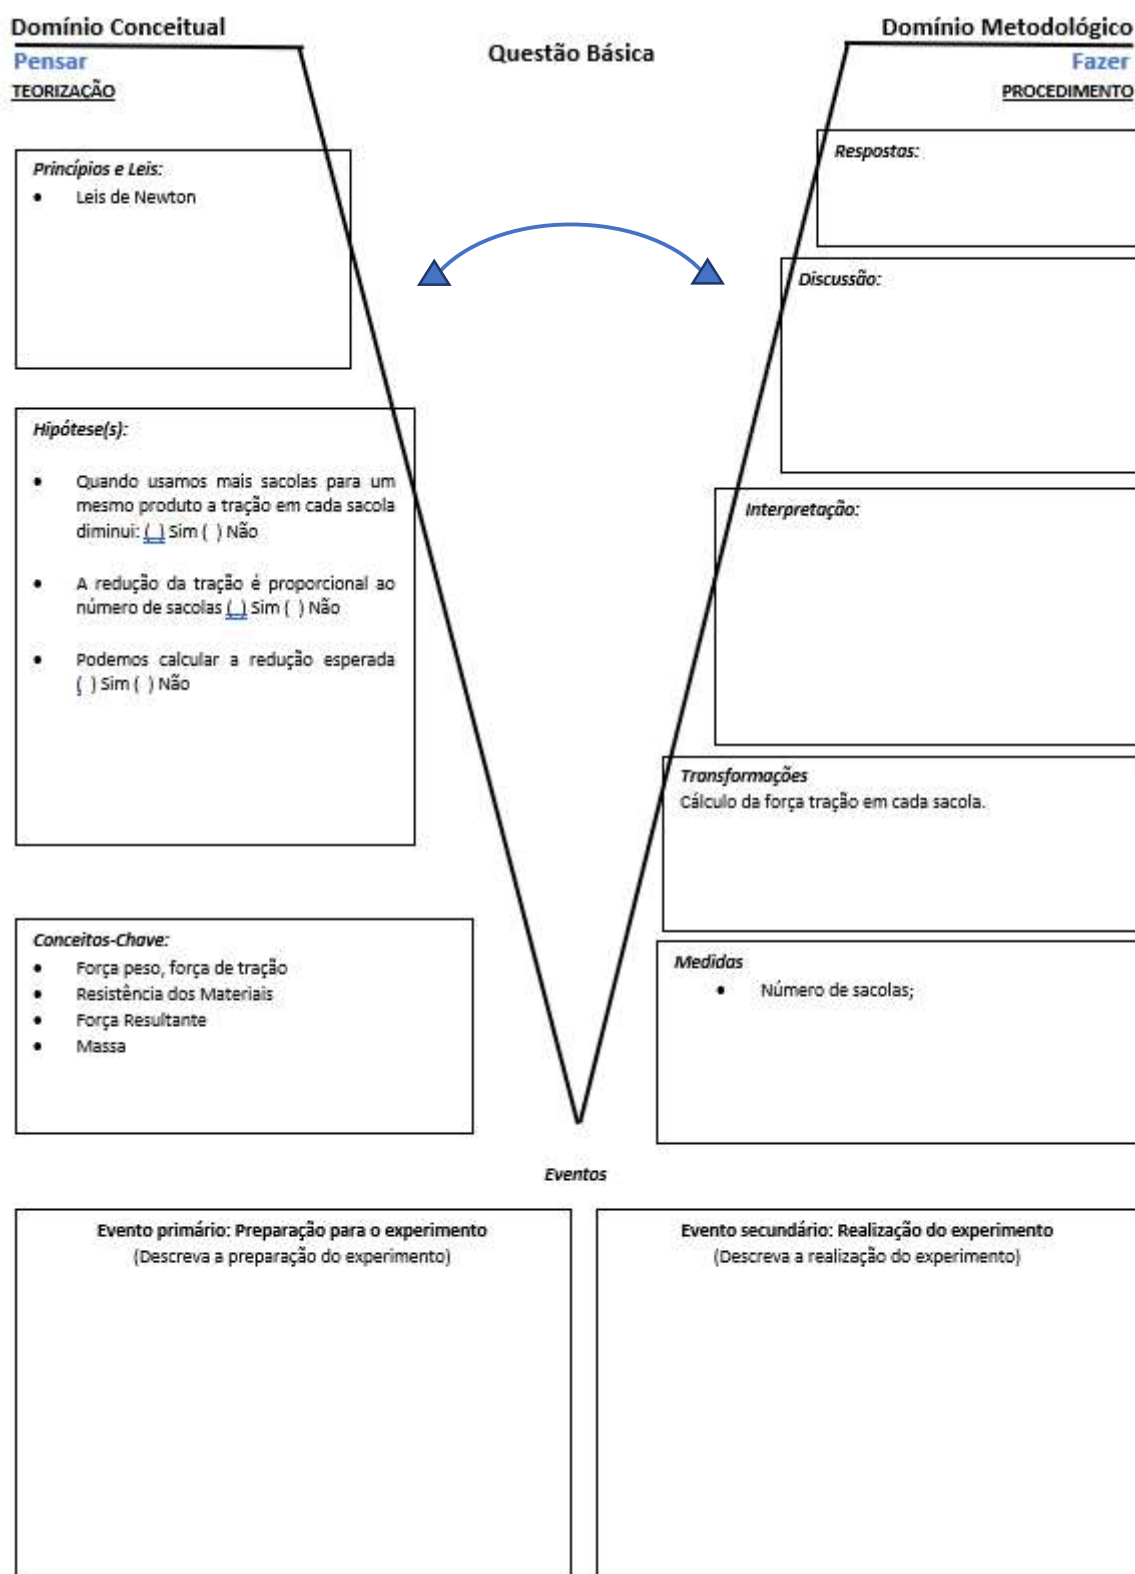 Domínio Conceitual
Pensar
TEORIZAÇÃO
Questão Básica
Domínio Metodológico
Fazer
PROCEDIMENTO
Princípios e Leis:
• Leis de Newton
Hipótese(s):
• Quando usamos mais sacolas para um
mesmo produto a tração em cada sacola
diminui: ( ) Sim ( ) Não
• A redução da tração é proporcional ao
número de sacolas ( ) Sim ( ) Não
• Podemos calcular a redução esperada
( ) Sim ( ) Não
Conceitos-Chave:
• Força peso, força de tração
• Resistência dos Materiais
• Força Resultante
• Massa
Respostas:
Discussão:
Interpretação:
Transformações
Cálculo da força tração em cada sacola.
Medidas
• Número de sacolas;
Eventos
Evento primário: Preparação para o experimento
(Descreva a preparação do experimento)
Evento secundário: Realização do experimento
(Descreva a realização do experimento)